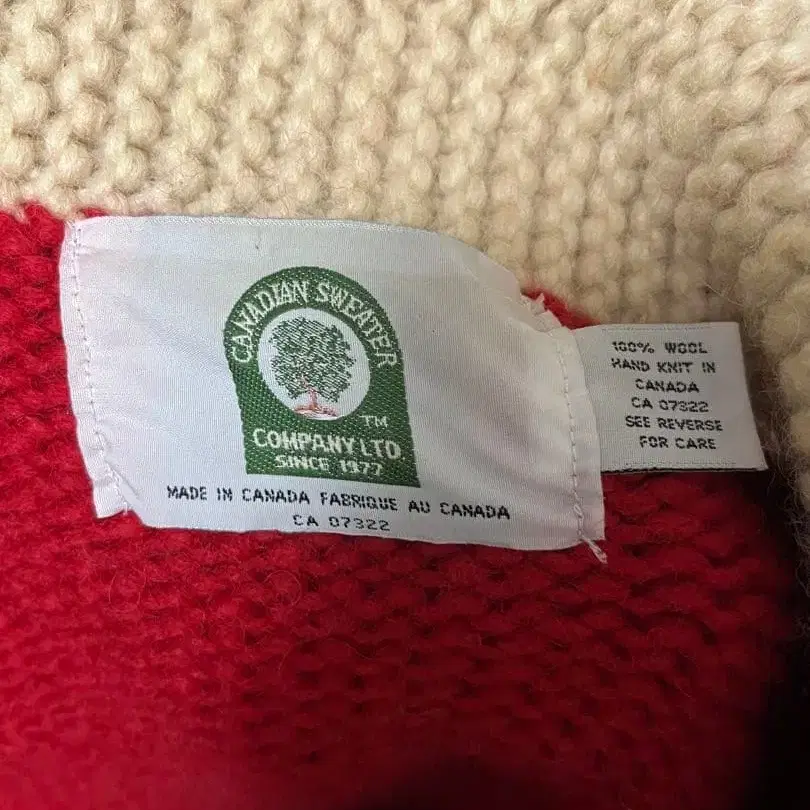 CANADIAN SWEATER
TM
COMPANY LTD
SINCE 1977
MADE IN CANADA FABRIQUE AU CANADA
CA 07322
100% WOOL
HAND KNIT IN
CANADA
CA 07322
SEE REVERSE
FOR CARE